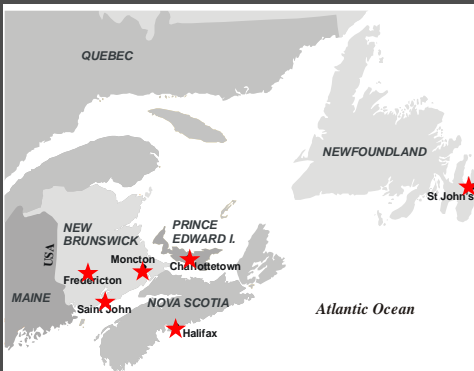 QUEBEC
NEWFOUNDLAND
St John's
PRINCE
EDWARD I.
NEW
BRUNSWICK
USA
Moncton
Charlottetown
Fredericton
MAINE
Saint John
NOVA SCOTIA
Atlantic Ocean
Halifax